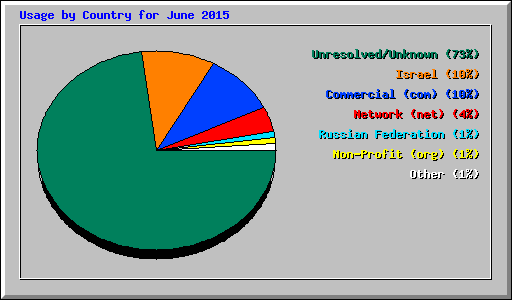 Usage by Country for June 2015
Unresolved/Unknown (73%)
Israel (10%)
Commercial (com) (10%)
Network (net) (4%)
Russian Federation (1%)
Non-Profit (org) (1%)
Other (1%)